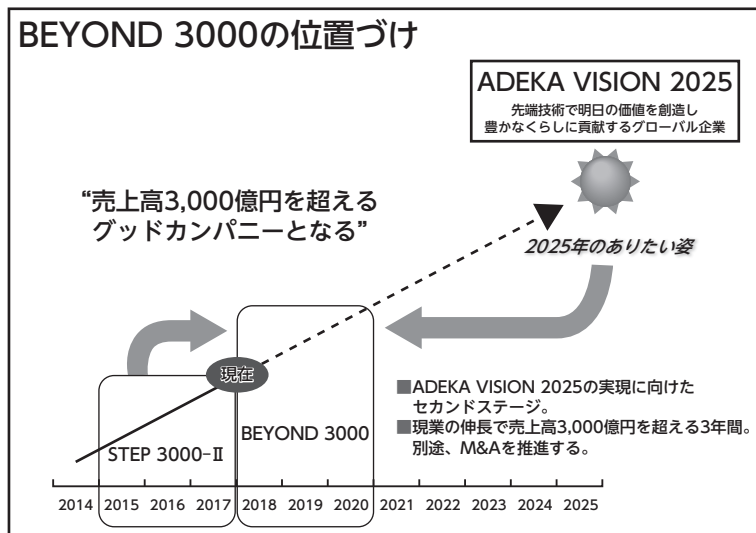 BEYOND 3000の位置づけ
ADEKA VISION 2025
先端技術で明日の価値を創造し
豊かなくらしに貢献するグローバル企業
“売上高3,000億円を超える
グッドカンパニーとなる”
2025年のありたい姿
現在
■ADEKA VISION 2025の実現に向けた
セカンドステージ。
■現業の伸長で売上高3,000億円を超える3年間。
別途、M&Aを推進する。
STEP 3000-Ⅱ
BEYOND 3000
2014 2015 2016 2017 2018 2019 2020 2021 2022 2023 2024 2025